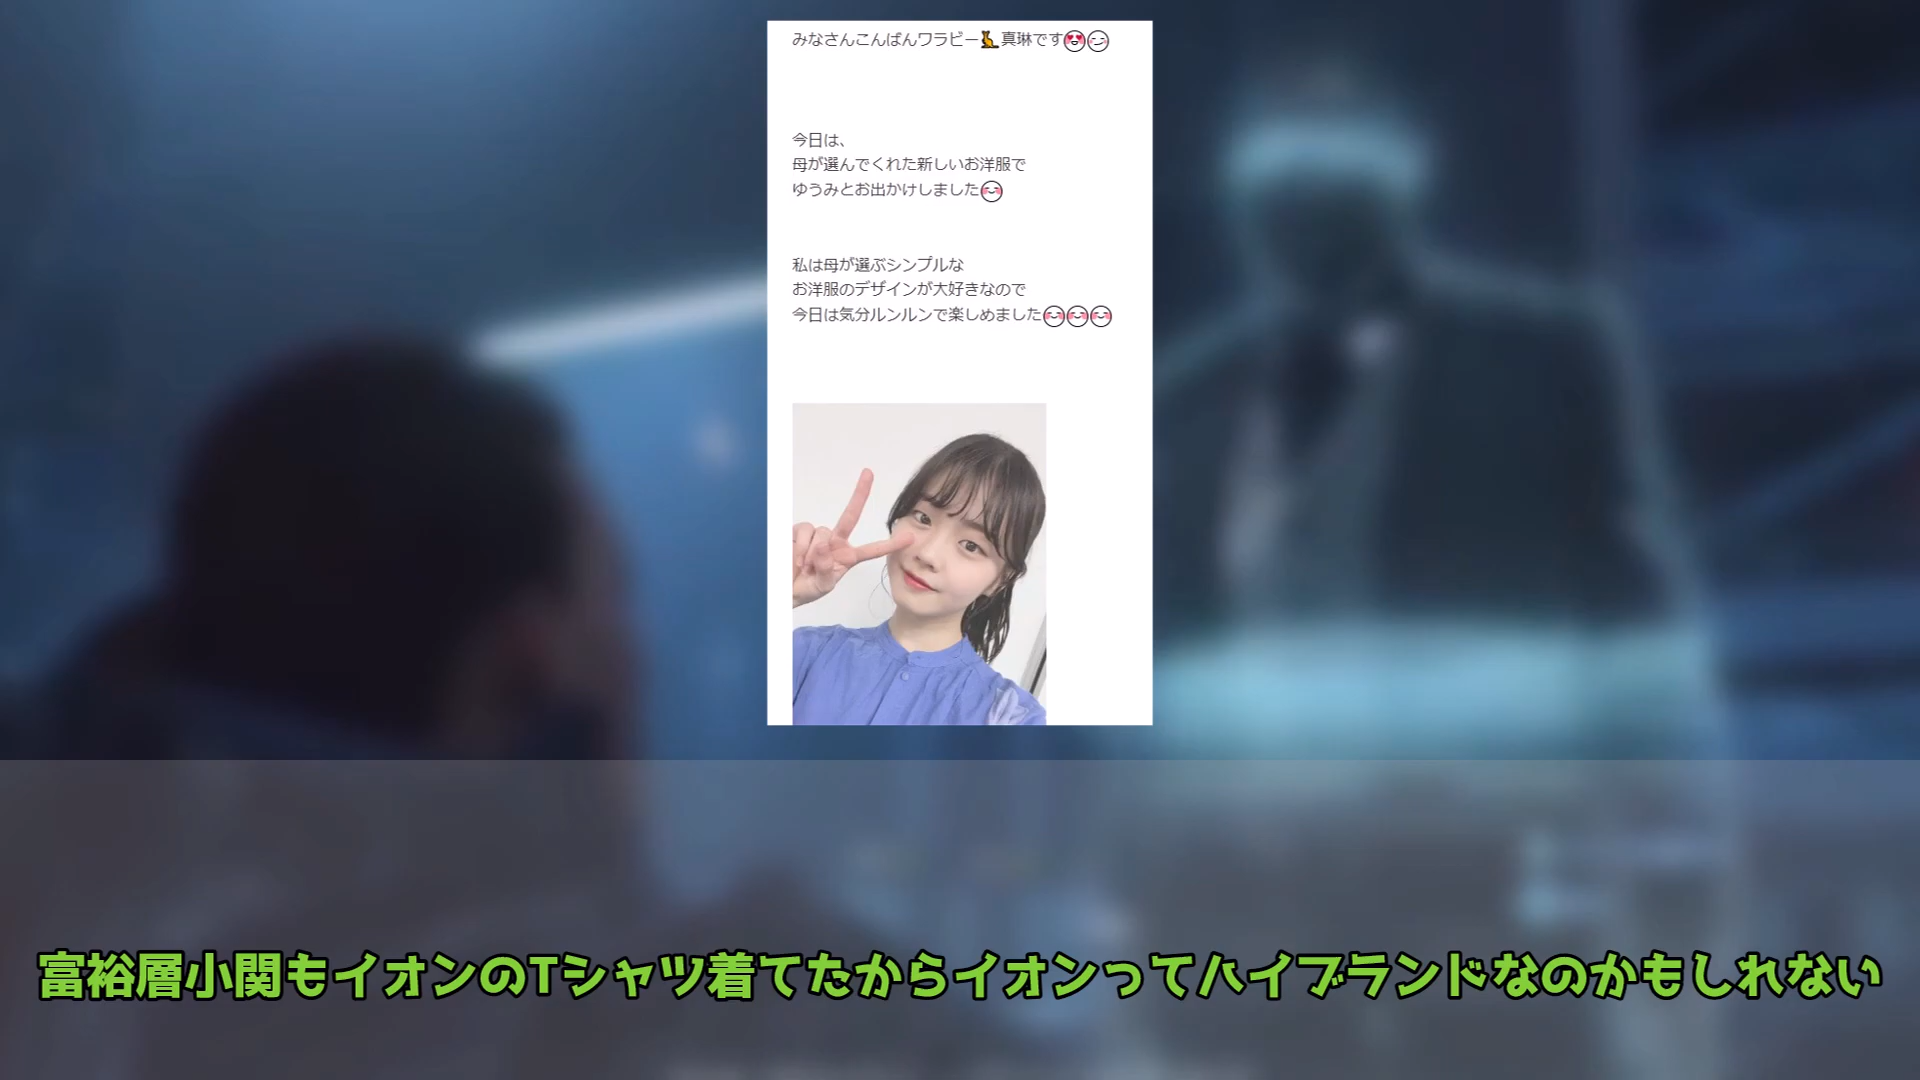 みなさんこんばんワラビー🦘真琳です😍😏
今日は、
母が選んでくれた新しいお洋服で
ゆうみとお出かけしました😊
私は母が選ぶシンプルな
お洋服のデザインが大好きなので
今日は気分ルンルンで楽しめました😊😊😊
富裕層小関もイオンのTシャツ着てたからイオンってハイブランドなのかもしれない